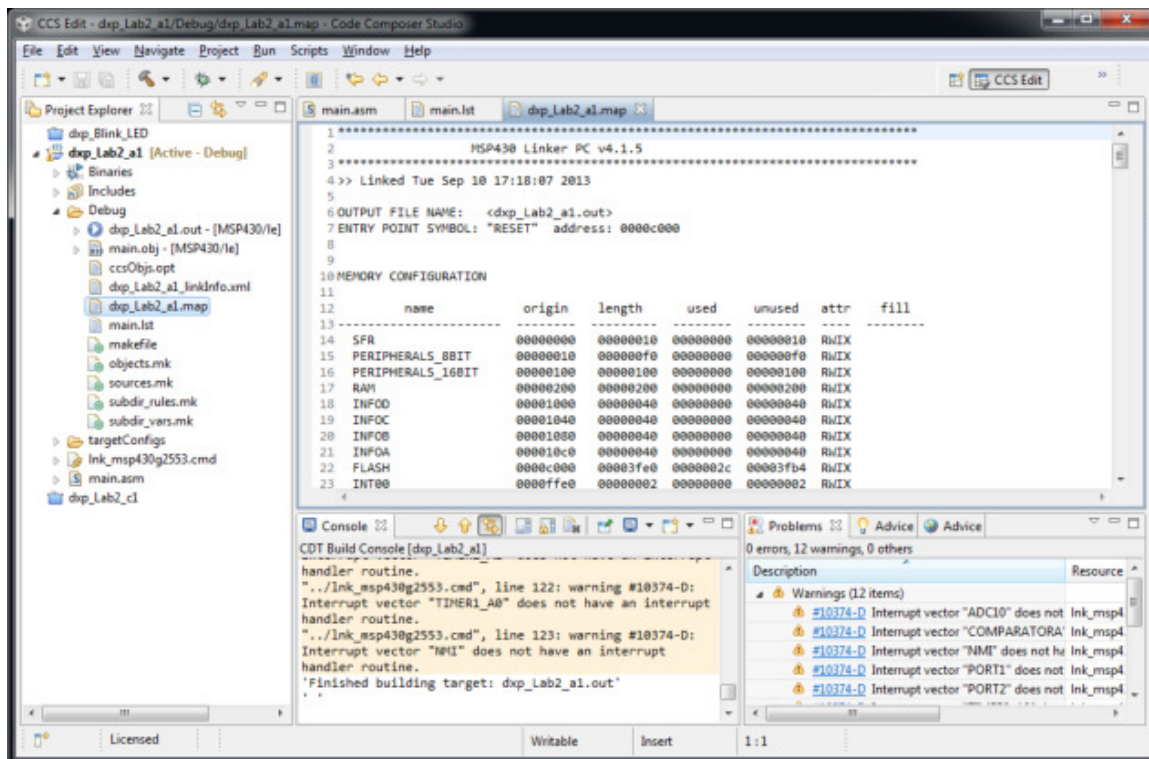 CCS Edit - dxp_Lab2_a1/Debug/dxp_Lab2_a1.map - Code Composer Studio
File Edit View Navigate Project Run Scripts Window Help
CCS Edit
Project Explorer
dxp_Blink_LED
dxp_Lab2_a1 [Active - Debug]
Binaries
Includes
Debug
dxp_Lab2_a1.out - [MSP430/le]
main.obj - [MSP430/le]
ccsObjs.opt
dxp_Lab2_a1_linkInfo.xml
dxp_Lab2_a1.map
main.lst
makefile
objects.mk
sources.mk
subdir_rules.mk
subdir_vars.mk
targetConfigs
lnk_msp430g2553.cmd
main.asm
dxp_Lab2_c1
main.asm main.lst dxp_Lab2_a1.map
1 ******************************************************************************
2 MSP430 Linker PC v4.1.5
3 ******************************************************************************
4 >> Linked Tue Sep 10 17:18:07 2013
5
6 OUTPUT FILE NAME: <dxp_Lab2_a1.out>
7 ENTRY POINT SYMBOL: "RESET" address: 0000c000
8
9
10 MEMORY CONFIGURATION
11
12 name origin length used unused attr fill
13 ---------------------- -------- --------- -------- -------- ---- --------
14 SFR 00000000 00000010 00000000 00000010 RWIX
15 PERIPHERALS_8BIT 00000010 000000f0 00000000 000000f0 RWIX
16 PERIPHERALS_16BIT 00000100 00000100 00000000 00000100 RWIX
17 RAM 00000200 00000200 00000000 00000200 RWIX
18 INFOD 00001000 00000040 00000000 00000040 RWIX
19 INFOC 00001040 00000040 00000000 00000040 RWIX
20 INFOB 00001080 00000040 00000000 00000040 RWIX
21 INFOA 000010c0 00000040 00000000 00000040 RWIX
22 FLASH 0000c000 00003fe0 0000002c 00003fb4 RWIX
23 INT00 0000ffe0 00000002 00000000 00000002 RWIX
Console
CDT Build Console [dxp_Lab2_a1]
handler routine.
"../lnk_msp430g2553.cmd", line 122: warning #10374-D:
Interrupt vector "TIMER1_A0" does not have an interrupt
handler routine.
"../lnk_msp430g2553.cmd", line 123: warning #10374-D:
Interrupt vector "NMI" does not have an interrupt
handler routine.
'Finished building target: dxp_Lab2_a1.out'
' '
Problems Advice Advice
0 errors, 12 warnings, 0 others
Description Resource
Warnings (12 items)
#10374-D Interrupt vector "ADC10" does not lnk_msp4
#10374-D Interrupt vector "COMPARATORA' lnk_msp4
#10374-D Interrupt vector "NMI" does not ha lnk_msp4
#10374-D Interrupt vector "PORT1" does not lnk_msp4
#10374-D Interrupt vector "PORT2" does not lnk_msp4
Licensed Writable Insert 1:1